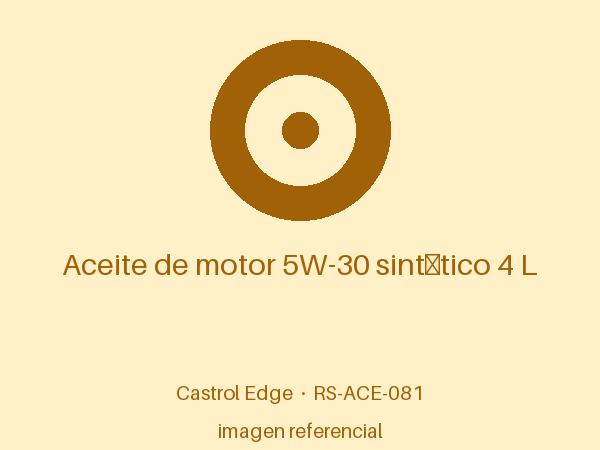 Aceite de motor 5W-30 sint▯tico 4 L
Castrol Edge · RS-ACE-081
imagen referencial